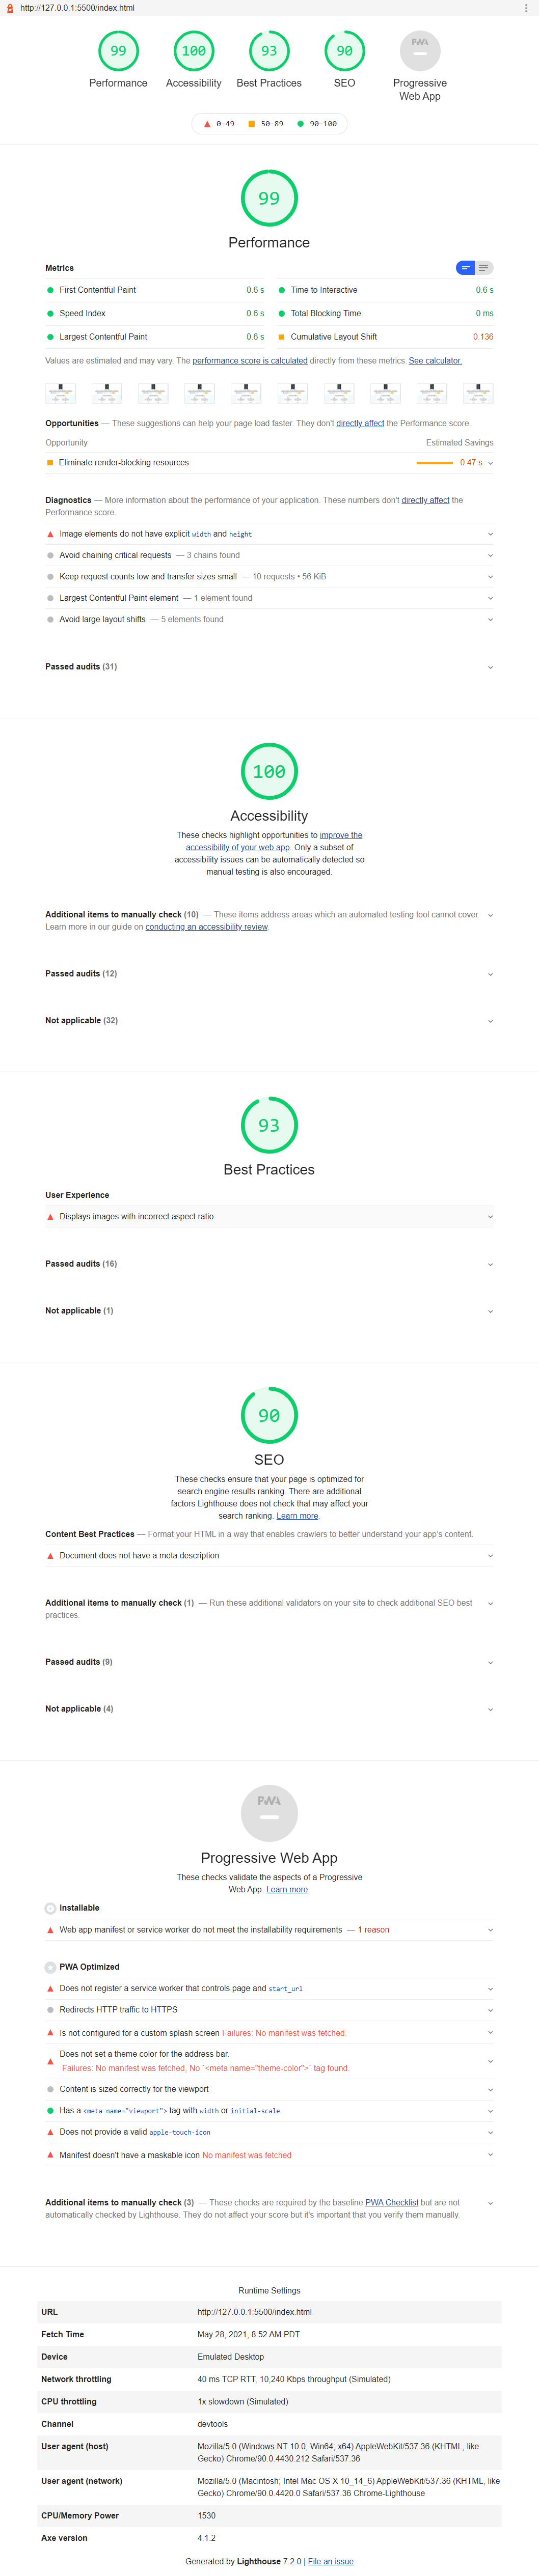 http://127.0.0.1:5500/index.html
99
100
93
90
PWA
Performance
Accessibility
Best Practices
SEO
Progressive
Web App
0–49
50–89
90–100
99
Performance
Metrics
First Contentful Paint
0.6 s
Time to Interactive
0.6 s
Speed Index
0.6 s
Total Blocking Time
0 ms
Largest Contentful Paint
0.6 s
Cumulative Layout Shift
0.136
Values are estimated and may vary. The performance score is calculated directly from these metrics. See calculator.
Opportunities — These suggestions can help your page load faster. They don't directly affect the Performance score.
Opportunity
Estimated Savings
Eliminate render-blocking resources
0.47 s
Diagnostics — More information about the performance of your application. These numbers don't directly affect the
Performance score.
Image elements do not have explicit width and height
Avoid chaining critical requests — 3 chains found
Keep request counts low and transfer sizes small — 10 requests • 56 KiB
Largest Contentful Paint element — 1 element found
Avoid large layout shifts — 5 elements found
Passed audits (31)
100
Accessibility
These checks highlight opportunities to improve the
accessibility of your web app. Only a subset of
accessibility issues can be automatically detected so
manual testing is also encouraged.
Additional items to manually check (10) — These items address areas which an automated testing tool cannot cover.
Learn more in our guide on conducting an accessibility review
Passed audits (12)
Not applicable (32)
93
Best Practices
User Experience
Displays images with incorrect aspect ratio
Passed audits (16)
Not applicable (1)
90
SEO
These checks ensure that your page is optimized for
search engine results ranking. There are additional
factors Lighthouse does not check that may affect your
search ranking. Learn more.
Content Best Practices — Format your HTML in a way that enables crawlers to better understand your app's content.
Document does not have a meta description
Additional items to manually check (1) — Run these additional validators on your site to check additional SEO best
practices.
Passed audits (9)
Not applicable (4)
PWA
Progressive Web App
These checks validate the aspects of a Progressive
Web App. Learn more.
Installable
Web app manifest or service worker do not meet the installability requirements — 1 reason
PWA Optimized
Does not register a service worker that controls page and start_url
Redirects HTTP traffic to HTTPS
Is not configured for a custom splash screen Failures: No manifest was fetched.
Does not set a theme color for the address bar.
Failures: No manifest was fetched, No `<meta name="theme-color">` tag found.
Content is sized correctly for the viewport
Has a <meta name="viewport"> tag with width or initial-scale
Does not provide a valid apple-touch-icon
Manifest doesn't have a maskable icon No manifest was fetched
Additional items to manually check (3) — These checks are required by the baseline PWA Checklist but are not
automatically checked by Lighthouse. They do not affect your score but it's important that you verify them manually.
Runtime Settings
URL
http://127.0.0.1:5500/index.html
Fetch Time
May 28, 2021, 8:52 AM PDT
Device
Emulated Desktop
Network throttling
40 ms TCP RTT, 10,240 Kbps throughput (Simulated)
CPU throttling
1x slowdown (Simulated)
Channel
devtools
User agent (host)
Mozilla/5.0 (Windows NT 10.0; Win64; x64) AppleWebKit/537.36 (KHTML, like
Gecko) Chrome/90.0.4430.212 Safari/537.36
User agent (network)
Mozilla/5.0 (Macintosh; Intel Mac OS X 10_14_6) AppleWebKit/537.36 (KHTML, like
Gecko) Chrome/90.0.4420.0 Safari/537.36 Chrome-Lighthouse
CPU/Memory Power
1530
Axe version
4.1.2
Generated by Lighthouse 7.2.0 | File an issue